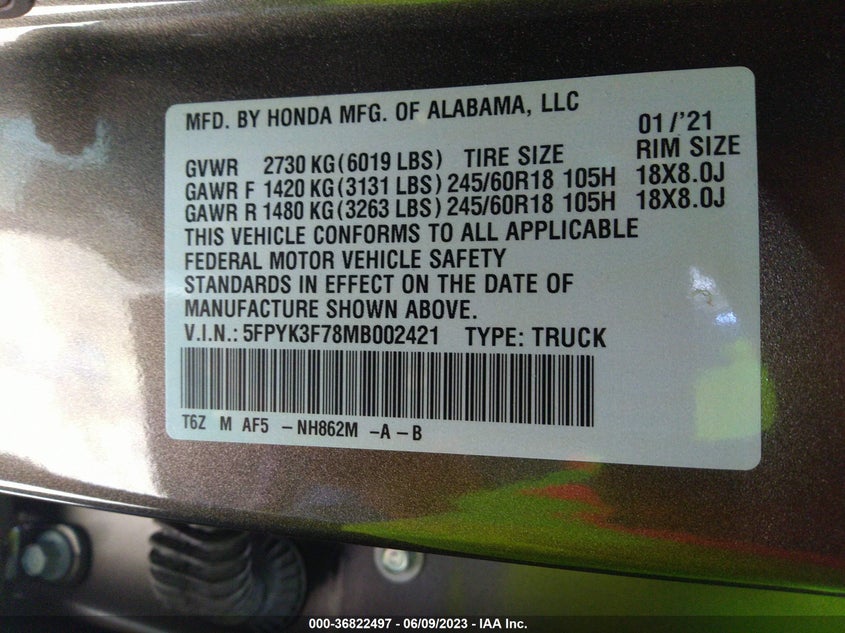 MFD. BY HONDA MFG. OF ALABAMA, LLC
01/'21
GVWR 2730 KG(6019 LBS) TIRE SIZE RIM SIZE
GAWR F 1420 KG(3131 LBS) 245/60R18 105H 18X8.0J
GAWR R 1480 KG(3263 LBS) 245/60R18 105H 18X8.0J
THIS VEHICLE CONFORMS TO ALL APPLICABLE
FEDERAL MOTOR VEHICLE SAFETY
STANDARDS IN EFFECT ON THE DATE OF
MANUFACTURE SHOWN ABOVE.
V.I.N.: 5FPYK3F78MB002421 TYPE: TRUCK
T6Z M AF5 -NH862M -A-B
000-36822497 - 06/09/2023 - IAA Inc.